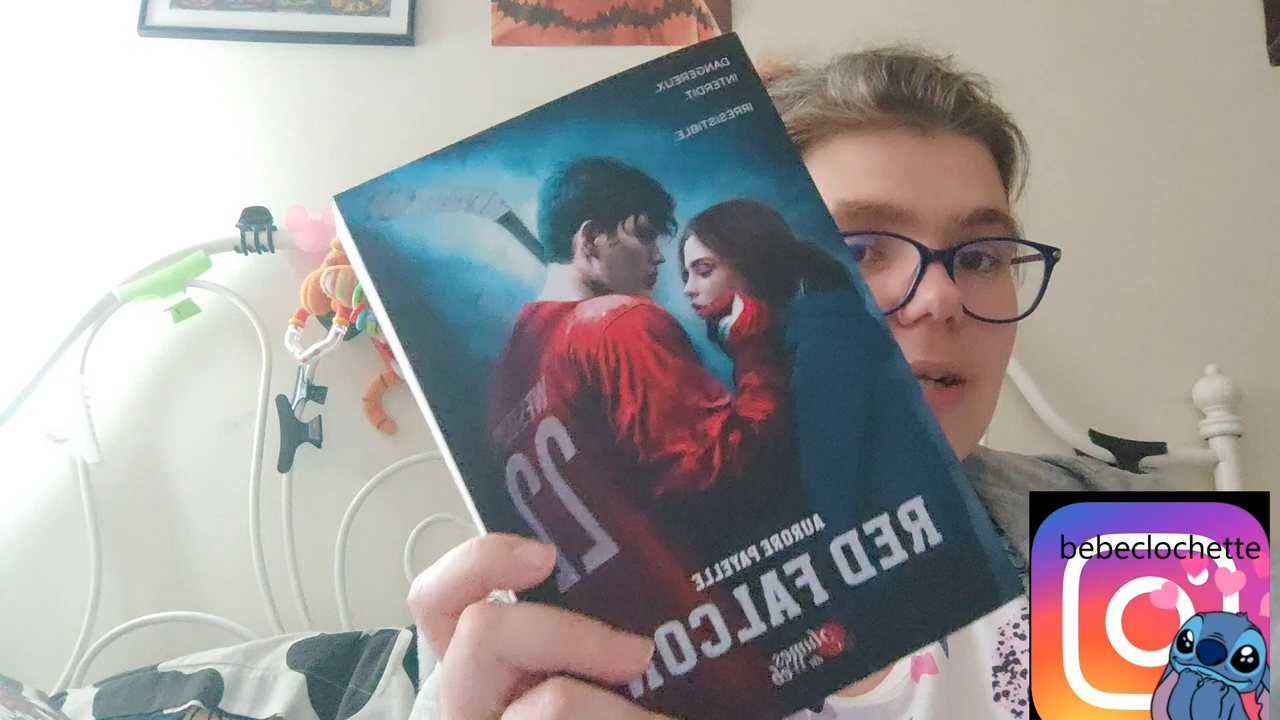 DANGEREUX.
INTERDIT.
IRRÉSISTIBLE.
AURORE PAYELLE
RED FALCON
bebeclochette